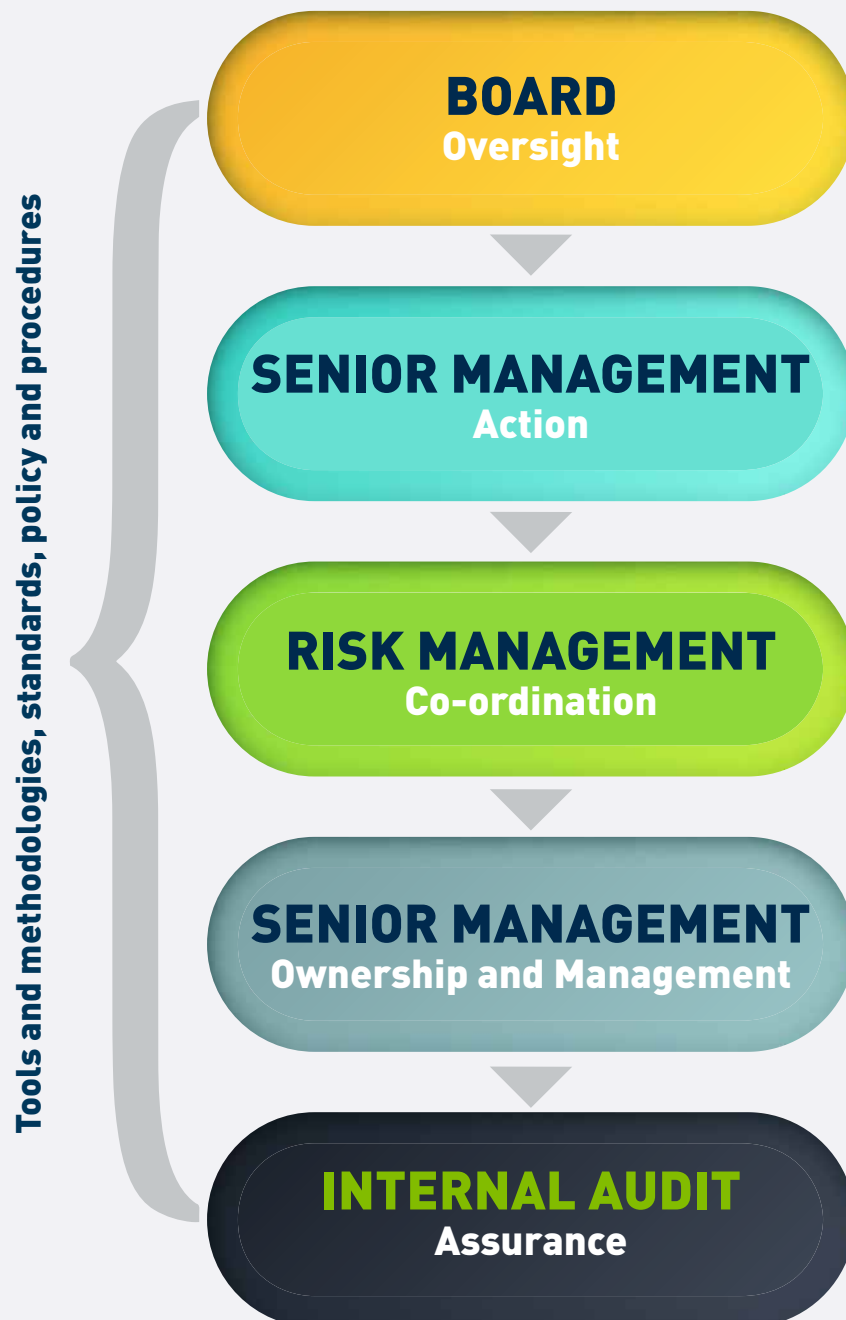 Tools and methodologies, standards, policy and procedures
BOARD
Oversight
SENIOR MANAGEMENT
Action
RISK MANAGEMENT
Co-ordination
SENIOR MANAGEMENT
Ownership and Management
INTERNAL AUDIT
Assurance